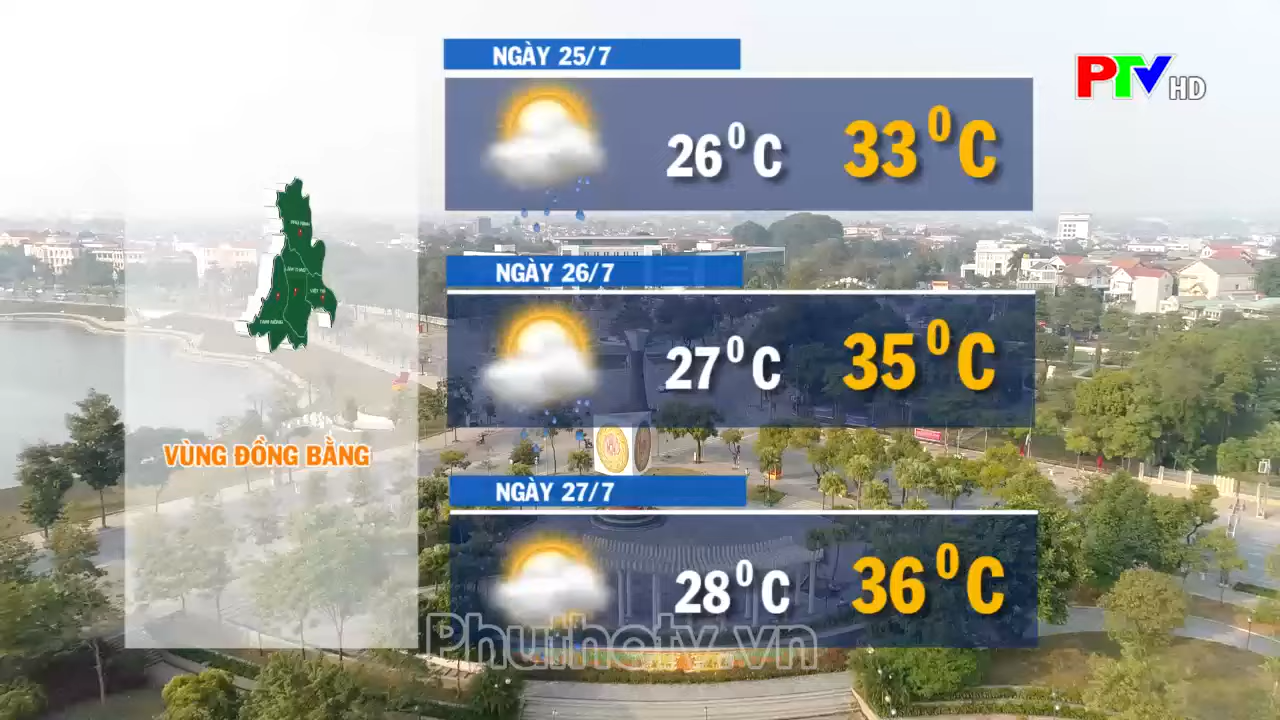 NGÀY 25/7
PTV HD
26⁰C 33⁰C
NGÀY 26/7
27⁰C 35⁰C
VÙNG ĐỒNG BẰNG
NGÀY 27/7
28⁰C 36⁰C
Phuthotv.vn